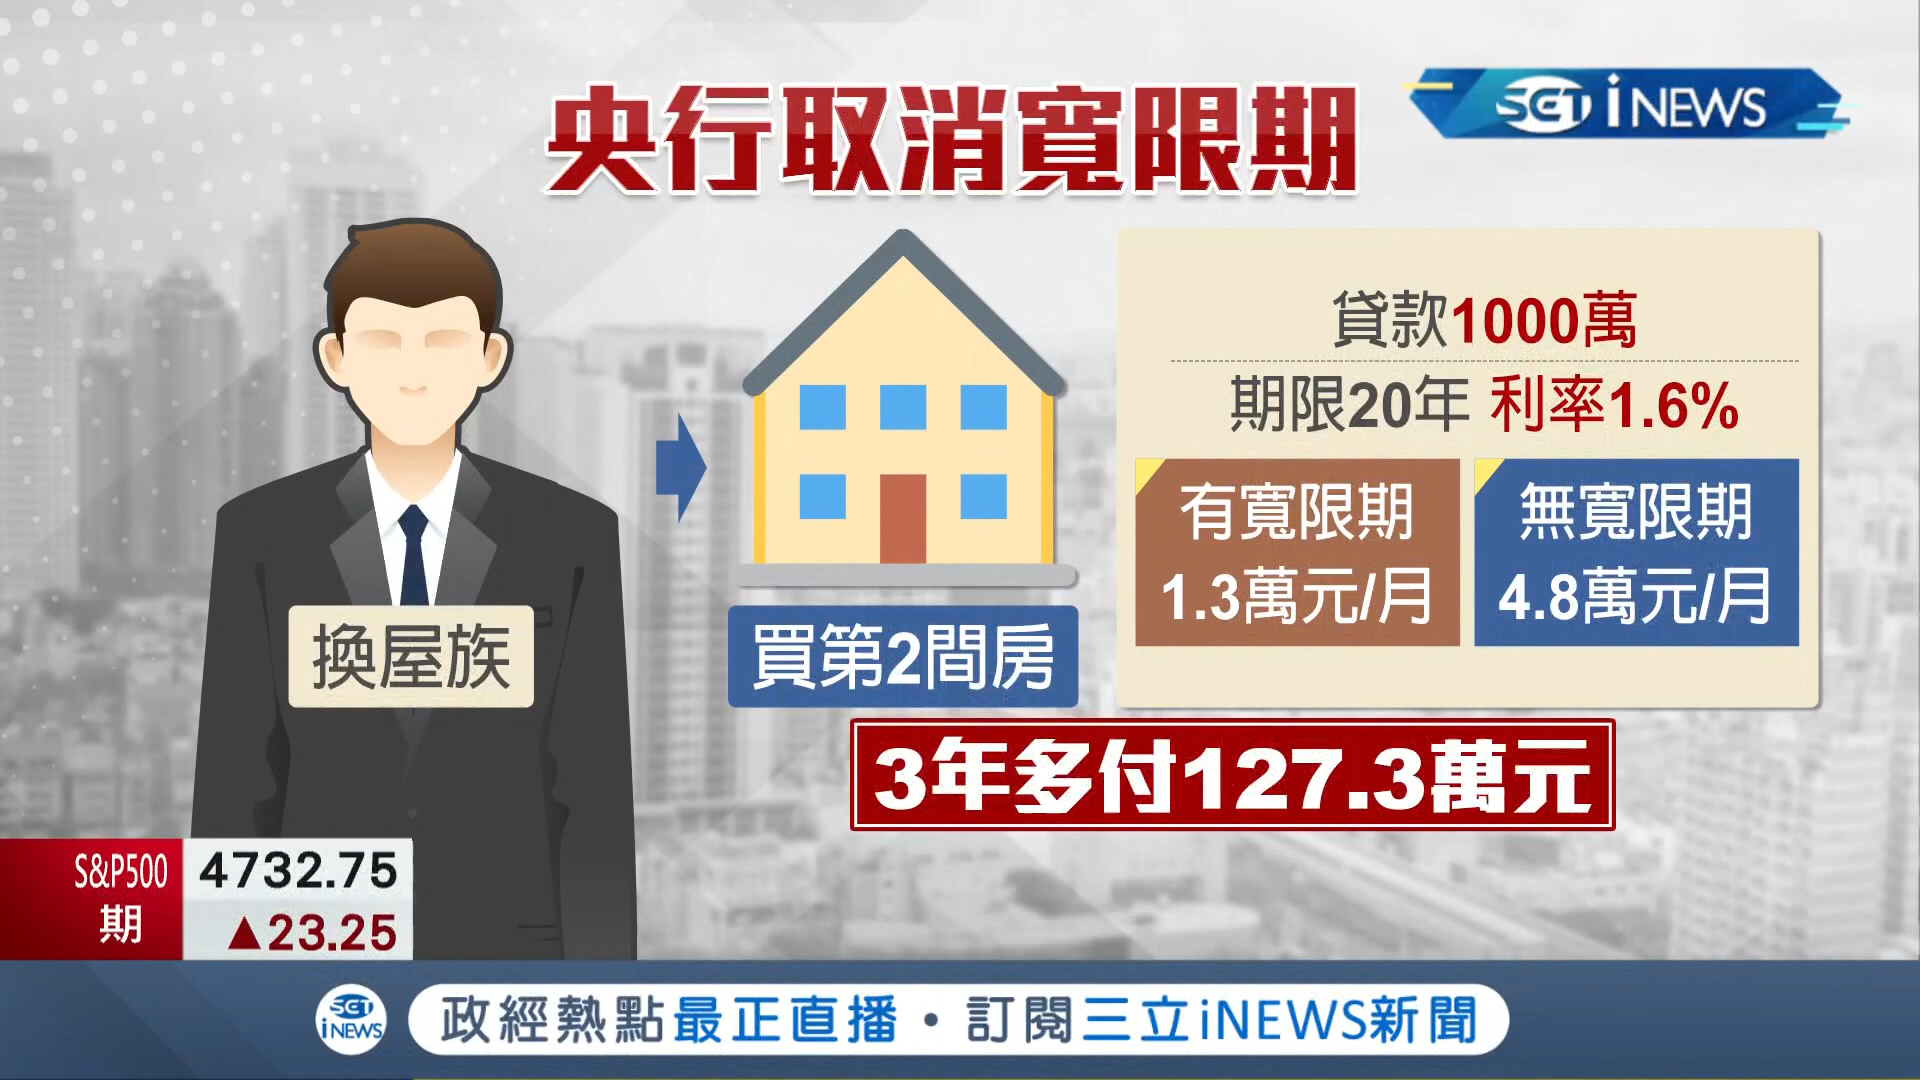 央行取消寬限期
SET iNEWS
貸款1000萬
期限20年 利率1.6%
有寬限期
1.3萬元/月
無寬限期
4.8萬元/月
換屋族
買第2間房
3年多付127.3萬元
S&P500
期
4732.75
▲23.25
SET
iNEWS
政經熱點最正直播・訂閱三立iNEWS新聞